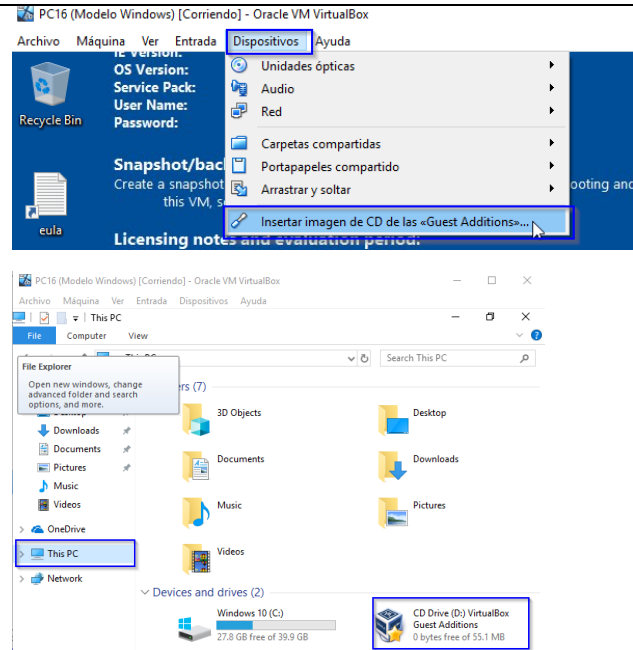 PC16 (Modelo Windows) [Corriendo] - Oracle VM VirtualBox
Archivo Máquina Ver Entrada Dispositivos Ayuda
OS Version:
Service Pack:
User Name:
Password:
Recycle Bin
Snapshot/bac
Create a snapshot
this VM, s
eula
Licensing notes and evaluation period:
Unidades ópticas
Audio
Red
Carpetas compartidas
Portapapeles compartido
Arrastrar y soltar
Insertar imagen de CD de las «Guest Additions»...
ooting and
PC16 (Modelo Windows) [Corriendo] - Oracle VM VirtualBox
Archivo Máquina Ver Entrada Dispositivos Ayuda
This PC
File Computer View
Search This PC
File Explorer
Open new windows, change
advanced folder and search
options, and more.
ers (7)
Downloads
Documents
Pictures
Music
Videos
OneDrive
This PC
Network
3D Objects
Desktop
Documents
Downloads
Music
Pictures
Videos
Devices and drives (2)
Windows 10 (C:)
27.8 GB free of 39.9 GB
CD Drive (D:) VirtualBox
Guest Additions
0 bytes free of 55.1 MB